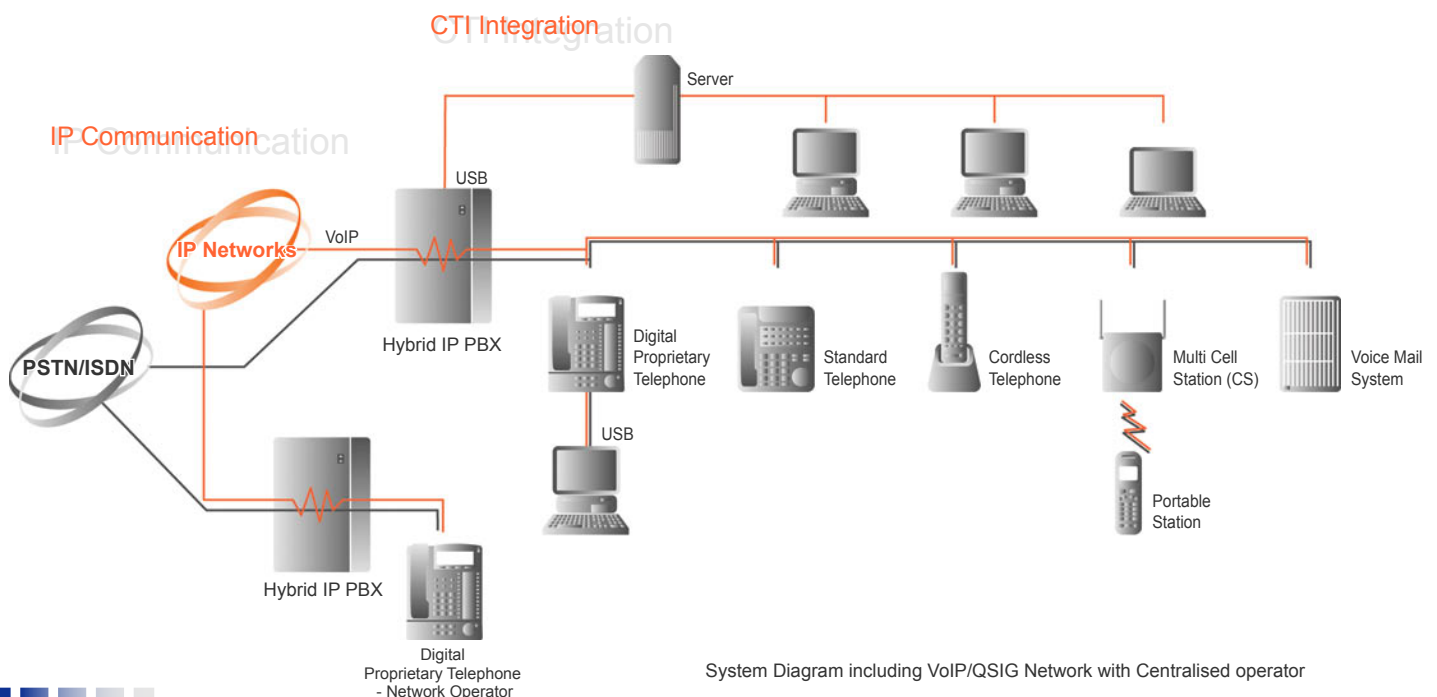 CTI Integration
Server
IP Communication
USB
IP Networks
VoIP
Hybrid IP PBX
PSTN/ISDN
Digital
Proprietary
Telephone
Standard
Telephone
Cordless
Telephone
Multi Cell
Station (CS)
Voice Mail
System
USB
Portable
Station
Hybrid IP PBX
Digital
Proprietary Telephone
- Network Operator
System Diagram including VoIP/QSIG Network with Centralised operator